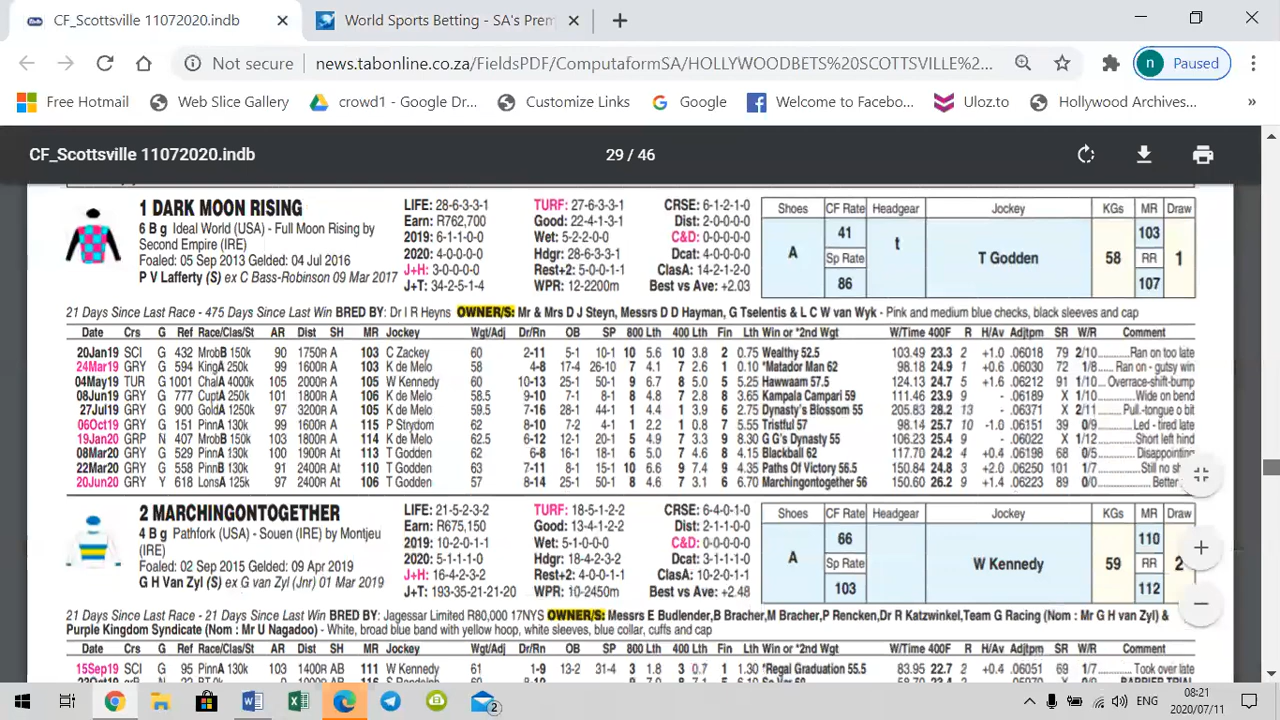 CF_Scottsville 11072020.indb
World Sports Betting - SA's Prem
Not secure news.tabonline.co.za/FieldsPDF/ComputaformSA/HOLLYWOODBETS%20SCOTTSVILLE%2...
n Paused
Free Hotmail Web Slice Gallery crowd1 - Google Dr... Customize Links Google Welcome to Facebo... Uloz.to Hollywood Archives... »
CF_Scottsville 11072020.indb 29 / 46
1 DARK MOON RISING
6 B g Ideal World (USA) - Full Moon Rising by
Second Empire (IRE)
Foaled: 05 Sep 2013 Gelded: 04 Jul 2016
P V Lafferty (S) ex C Bass-Robinson 09 Mar 2017
LIFE: 28-6-3-3-1 TURF: 27-6-3-3-1 CRSE: 6-1-2-1-0
Earn: R762,700 Good: 22-4-1-3-1 Dist: 2-0-0-0-0
2019: 6-1-1-0-0 Wet: 5-2-2-0-0 C&D: 0-0-0-0-0
2020: 4-0-0-0-0 Hdgr: 28-6-3-3-1 Dcat: 4-0-0-0-0
J+H: 3-0-0-0-0 Rest+2: 5-0-0-1-1 ClasA: 14-2-1-2-0
J+T: 34-2-5-1-4 WPR: 12-2200m Best vs Ave: +2.03
Shoes CF Rate Headgear Jockey KGs MR Draw
A 41 t T Godden 58 103 1
Sp Rate RR
86 107
21 Days Since Last Race - 475 Days Since Last Win BRED BY: Dr I R Heyns OWNER/S: Mr & Mrs D J Steyn, Messrs D D Hayman, G Tselentis & L C W van Wyk - Pink and medium blue checks, black sleeves and cap
Date Crs G Ref Race/Clas/St AR Dist SH MR Jockey Wgt/Adj Dr/Rn OB SP 800 Lth 400 Lth Fin Lth Win or *2nd Wgt W/Time 400F R H/Av Adjtpm SR W/R Comment
20Jan19 SCI G 432 MrobB 150k 90 1750R A 103 C Zackey 60 2-11 5-1 10-1 10 5.6 10 3.8 2 0.75 Wealthy 52.5 103.49 23.3 2 +1.0 .06018 79 2/10 ......... Ran on too late
24Mar19 GRY G 594 KingA 250k 99 1600R A 103 K de Melo 58 4-8 17-4 26-10 7 4.1 7 2.6 1 0.10 *Matador Man 62 98.18 24.9 1 +0.6 .06030 72 1/8 .... Ran on - gutsy win
04May19 TUR G 1001 ChalA 4000k 105 2000R A 105 W Kennedy 60 10-13 25-1 50-1 9 6.7 8 5.0 5 5.25 Hawwaam 57.5 124.13 24.7 5 +1.6 .06212 91 1/10 .. Overrace-shift-bump
08Jun19 GRY G 777 CuptA 250k 101 1800R A 106 K de Melo 58.5 9-10 7-1 8-1 8 4.8 7 2.8 8 3.65 Kampala Campari 59 111.46 23.9 9 - .06059 X 1/10 ......... Wide on bend
27Jul19 GRY G 900 GoldA 1250k 97 3200R A 105 K de Melo 59.5 7-16 28-1 44-1 1 4.4 1 3.9 6 2.75 Dynasty's Blossom 55 205.83 28.2 13 - .06371 X 2/11 ...... Pull.-tongue o bit
06Oct19 GRY G 151 PinnA 130k 99 1600R A 115 P Strydom 62 8-10 7-2 4-1 1 2.2 1 0.8 7 5.55 Tristful 57 98.14 25.7 10 -1.0 .06151 39 0/9 ......... Led - tired late
19Jan20 GRP N 407 MrobB 150k 103 1800R A 114 K de Melo 62.5 6-12 12-1 20-1 5 4.9 7 3.3 9 8.30 G G's Dynasty 55 106.23 25.4 9 - .06022 X 1/12 .......... Short left hind
08Mar20 GRY G 529 PinnB 130k 100 1900R A† 113 T Godden 62 6-8 16-1 18-1 6 5.0 7 4.6 8 4.15 Blackball 62 117.70 24.2 4 +0.4 .06198 68 0/5 .......... Disappointing
22Mar20 GRY G 558 PinnB 130k 91 2400R A† 110 T Godden 63 7-11 8-1 15-1 10 6.6 9 7.4 9 4.35 Paths Of Victory 56.5 150.84 24.8 3 +2.0 .06250 101 1/7 ............ Still no sh
20Jun20 GRY Y 618 LonsA 125k 97 2400R A† 106 T Godden 57 8-14 25-1 50-1 8 4.6 7 3.1 6 6.70 Marchingontogether 56 150.60 26.2 9 +1.4 .06223 89 0/0 .............. Better
2 MARCHINGONTOGETHER
4 B g Pathfork (USA) - Souen (IRE) by Montjeu
(IRE)
Foaled: 02 Sep 2015 Gelded: 09 Apr 2019
G H Van Zyl (S) ex G van Zyl (Jnr) 01 Mar 2019
LIFE: 21-5-2-3-2 TURF: 18-5-1-2-2 CRSE: 6-4-0-1-0
Earn: R675,150 Good: 13-4-1-2-2 Dist: 2-1-1-0-0
2019: 10-2-0-1-1 Wet: 5-1-0-0-0 C&D: 0-0-0-0-0
2020: 5-1-1-1-0 Hdgr: 18-4-2-3-2 Dcat: 3-1-1-1-0
J+H: 16-4-2-3-2 Rest+2: 4-0-0-1-1 ClasA: 10-2-0-1-1
J+T: 193-35-21-21-20 WPR: 10-2450m Best vs Ave: +2.48
Shoes CF Rate Headgear Jockey KGs MR Draw
A 66 W Kennedy 59 110 2
Sp Rate RR
103 112
21 Days Since Last Race - 21 Days Since Last Win BRED BY: Jagessar Limited R80,000 17NYS OWNER/S: Messrs E Budlender,B Bracher,M Bracher,P Rencken,Dr R Katzwinkel,Team G Racing (Nom : Mr G H van Zyl) &
Purple Kingdom Syndicate (Nom : Mr U Nagadoo) - White, broad blue band with yellow hoop, white sleeves, blue collar, cuffs and cap
Date Crs G Ref Race/Clas/St AR Dist SH MR Jockey Wgt/Adj Dr/Rn OB SP 800 Lth 400 Lth Fin Lth Win or *2nd Wgt W/Time 400F R H/Av Adjtpm SR W/R Comment
15Sep19 SCI G 95 PinnA 130k 103 1400R AB 111 W Kennedy 61 1-9 13-2 31-4 3 1.8 3 0.7 1 1.30 *Regal Graduation 55.5 83.95 22.7 2 +0.4 .06051 69 1/7 .......... Took over late
ENG 08:21
2020/07/11
2